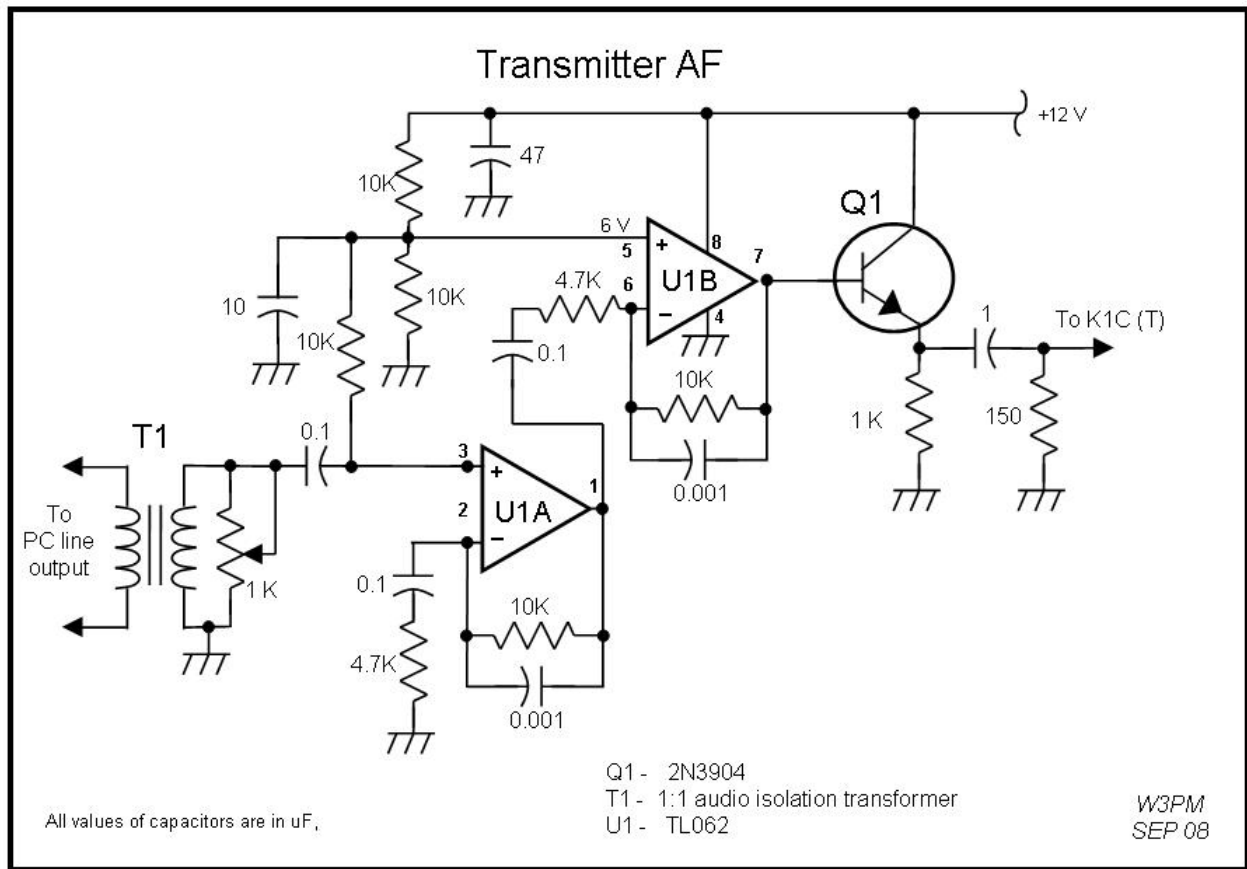 Transmitter AF
+12 V
47
10K
Q1
6 V
5
+
8
7
U1B
4.7K
6
−
4
10
10K
10K
0.1
1
To K1C (T)
10K
1 K
150
T1
0.1
3
+
1
0.001
2
U1A
To
PC line
output
−
1 K
0.1
10K
4.7K
0.001
Q1 - 2N3904
T1 - 1:1 audio isolation transformer
U1 - TL062
All values of capacitors are in uF,
W3PM
SEP 08